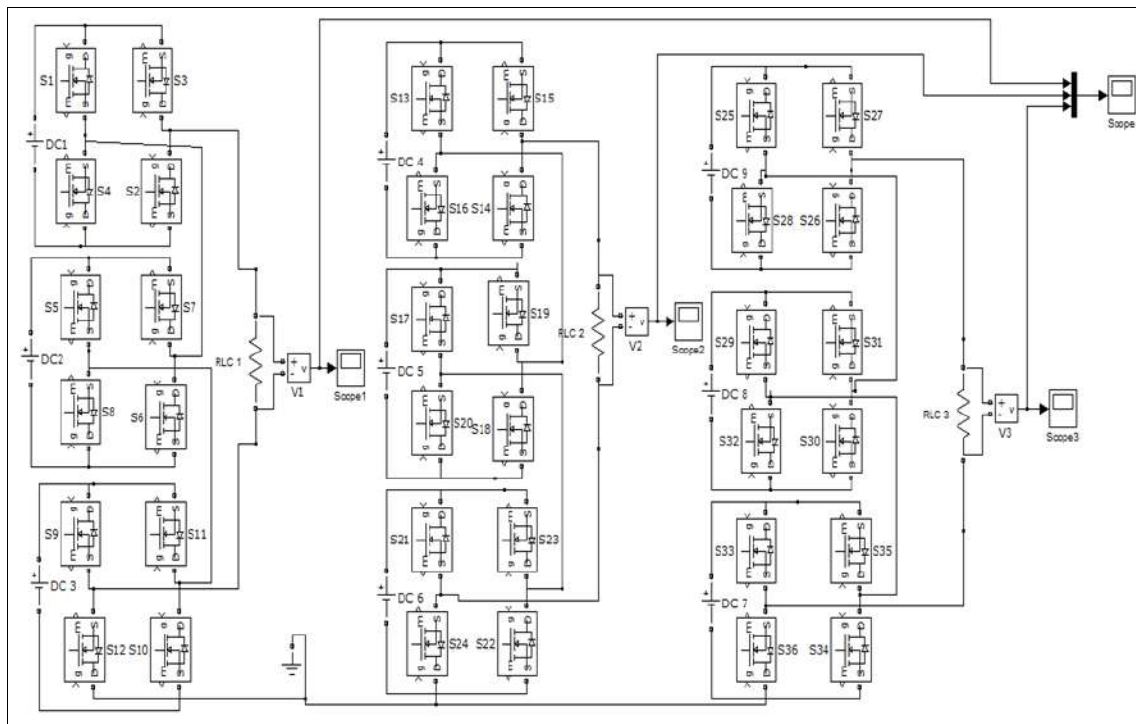 S1
S3
DC1
S4
S2
S5
S7
DC2
S8
S6
S9
S11
DC 3
S12
S10
RLC 1
+
-
v
V1
Scope1
S13
S15
DC 4
S16
S14
S17
S19
DC 5
S20
S18
S21
S23
DC 6
S24
S22
RLC 2
+
-
v
V2
Scope2
S25
S27
DC 9
S28
S26
S29
S31
DC 8
S32
S30
S33
S35
DC 7
S36
S34
RLC 3
+
-
v
V3
Scope3
Scope